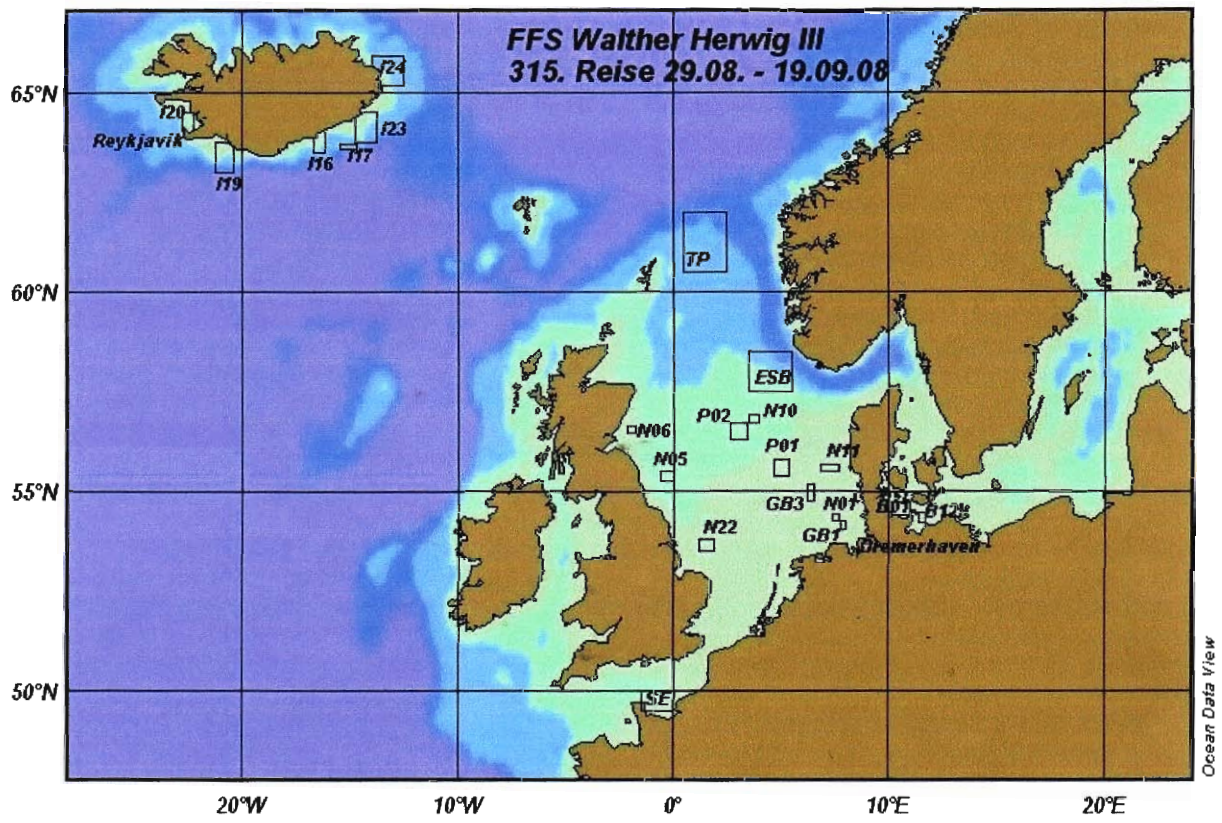 FFS Walther Herwig III
315. Reise 29.08. - 19.09.08
I24
65°N
I20
I23
Reykjavik
I16
I17
I19
TP
60°N
ESB
P02
N10
N06
P01
N11
N05
55°N
GB3
N01
B01
B12
N22
GB1
Bremerhaven
50°N
SE
20°W
10°W
0°
10°E
20°E
Ocean Data View